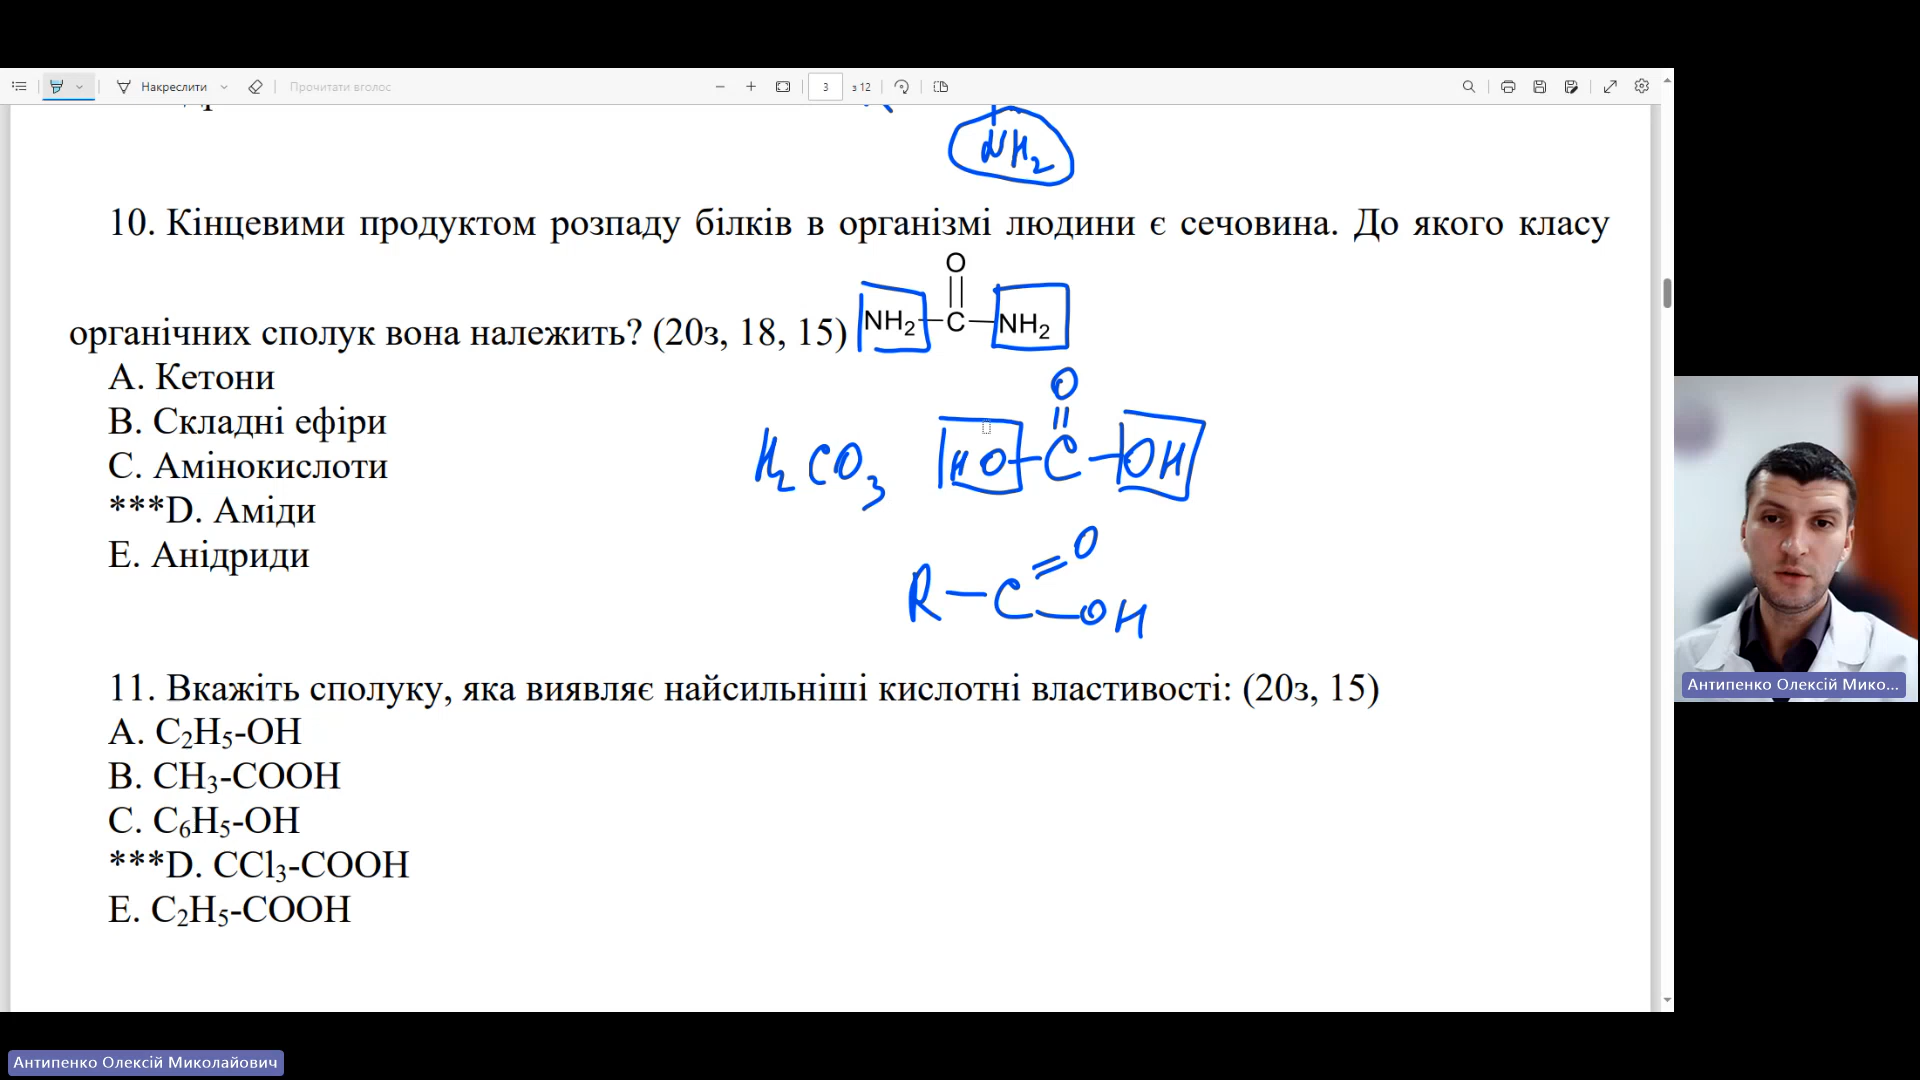 Накреслити
Прочитати вголос
3
з 12
NH₂
10. Кінцевими продуктом розпаду білків в організмі людини є сечовина. До якого класу
O
органічних сполук вона належить? (20з, 18, 15) NH₂–C–NH₂
A. Кетони
B. Складні ефіри
C. Амінокислоти
***D. Аміди
E. Анідриди
O
H₂CO₃ HO–C–OH
O
R–C–OH
11. Вкажіть сполуку, яка виявляє найсильніші кислотні властивості: (20з, 15)
A. C₂H₅-OH
B. CH₃-COOH
C. C₆H₅-OH
***D. CCl₃-COOH
E. C₂H₅-COOH
Антипенко Олексій Мико...
Антипенко Олексій Миколайович